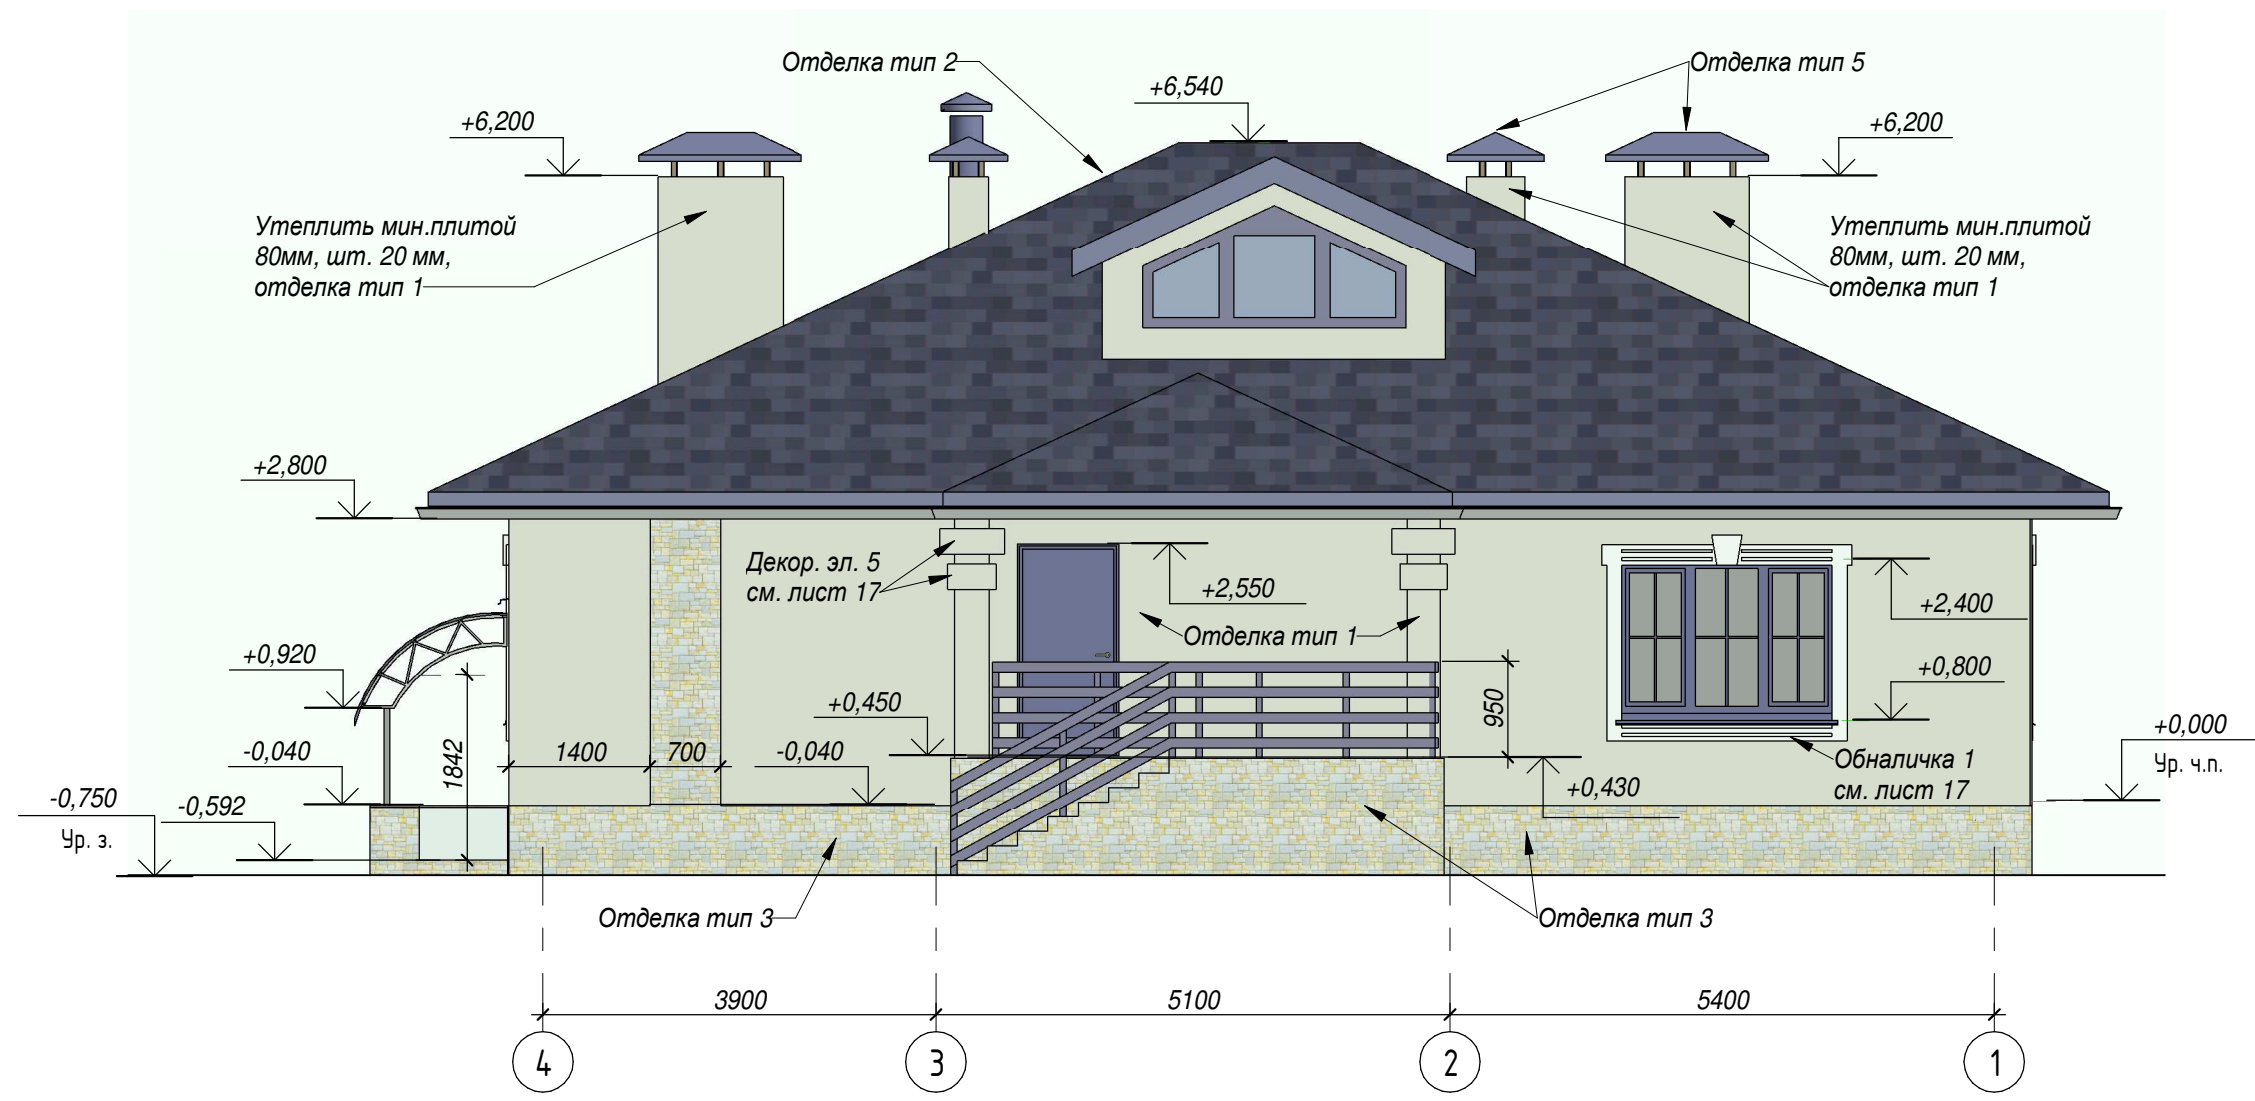 Отделка тип 2
Отделка тип 5
+6,540
+6,200
+6,200
Утеплить мин.плитой
80мм, шт. 20 мм,
отделка тип 1
Утеплить мин.плитой
80мм, шт. 20 мм,
отделка тип 1
+2,800
Декор. эл. 5
см. лист 17
+2,550
+2,400
Отделка тип 1
+0,920
+0,800
+0,450
950
+0,000
Ур. ч.п.
-0,040
1842
1400
700
-0,040
Обналичка 1
см. лист 17
+0,430
-0,750
Ур. з.
-0,592
Отделка тип 3
Отделка тип 3
3900
5100
5400
4
3
2
1